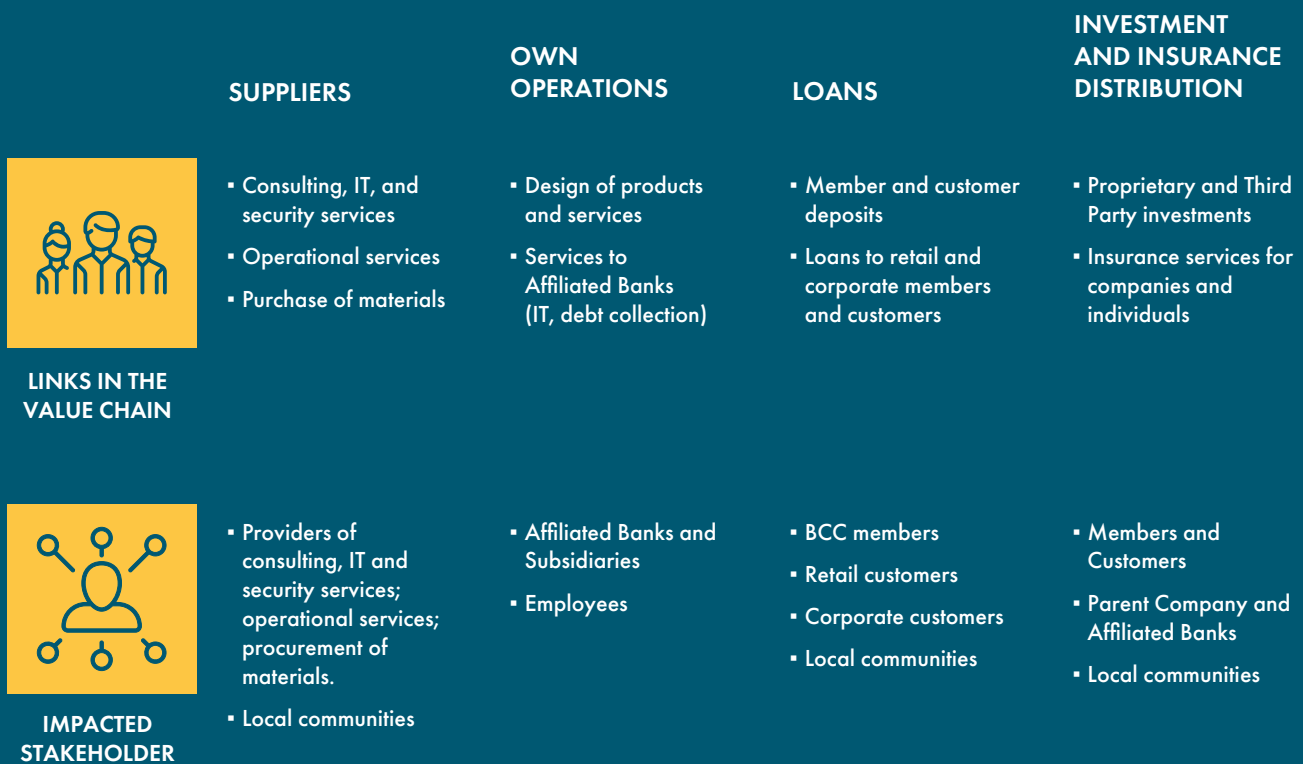 SUPPLIERS
OWN
OPERATIONS
LOANS
INVESTMENT
AND INSURANCE
DISTRIBUTION
LINKS IN THE
VALUE CHAIN
▪ Consulting, IT, and
security services
▪ Operational services
▪ Purchase of materials
▪ Design of products
and services
▪ Services to
Affiliated Banks
(IT, debt collection)
▪ Member and customer
deposits
▪ Loans to retail and
corporate members
and customers
▪ Proprietary and Third
Party investments
▪ Insurance services for
companies and
individuals
IMPACTED
STAKEHOLDER
▪ Providers of
consulting, IT and
security services;
operational services;
procurement of
materials.
▪ Local communities
▪ Affiliated Banks and
Subsidiaries
▪ Employees
▪ BCC members
▪ Retail customers
▪ Corporate customers
▪ Local communities
▪ Members and
Customers
▪ Parent Company and
Affiliated Banks
▪ Local communities